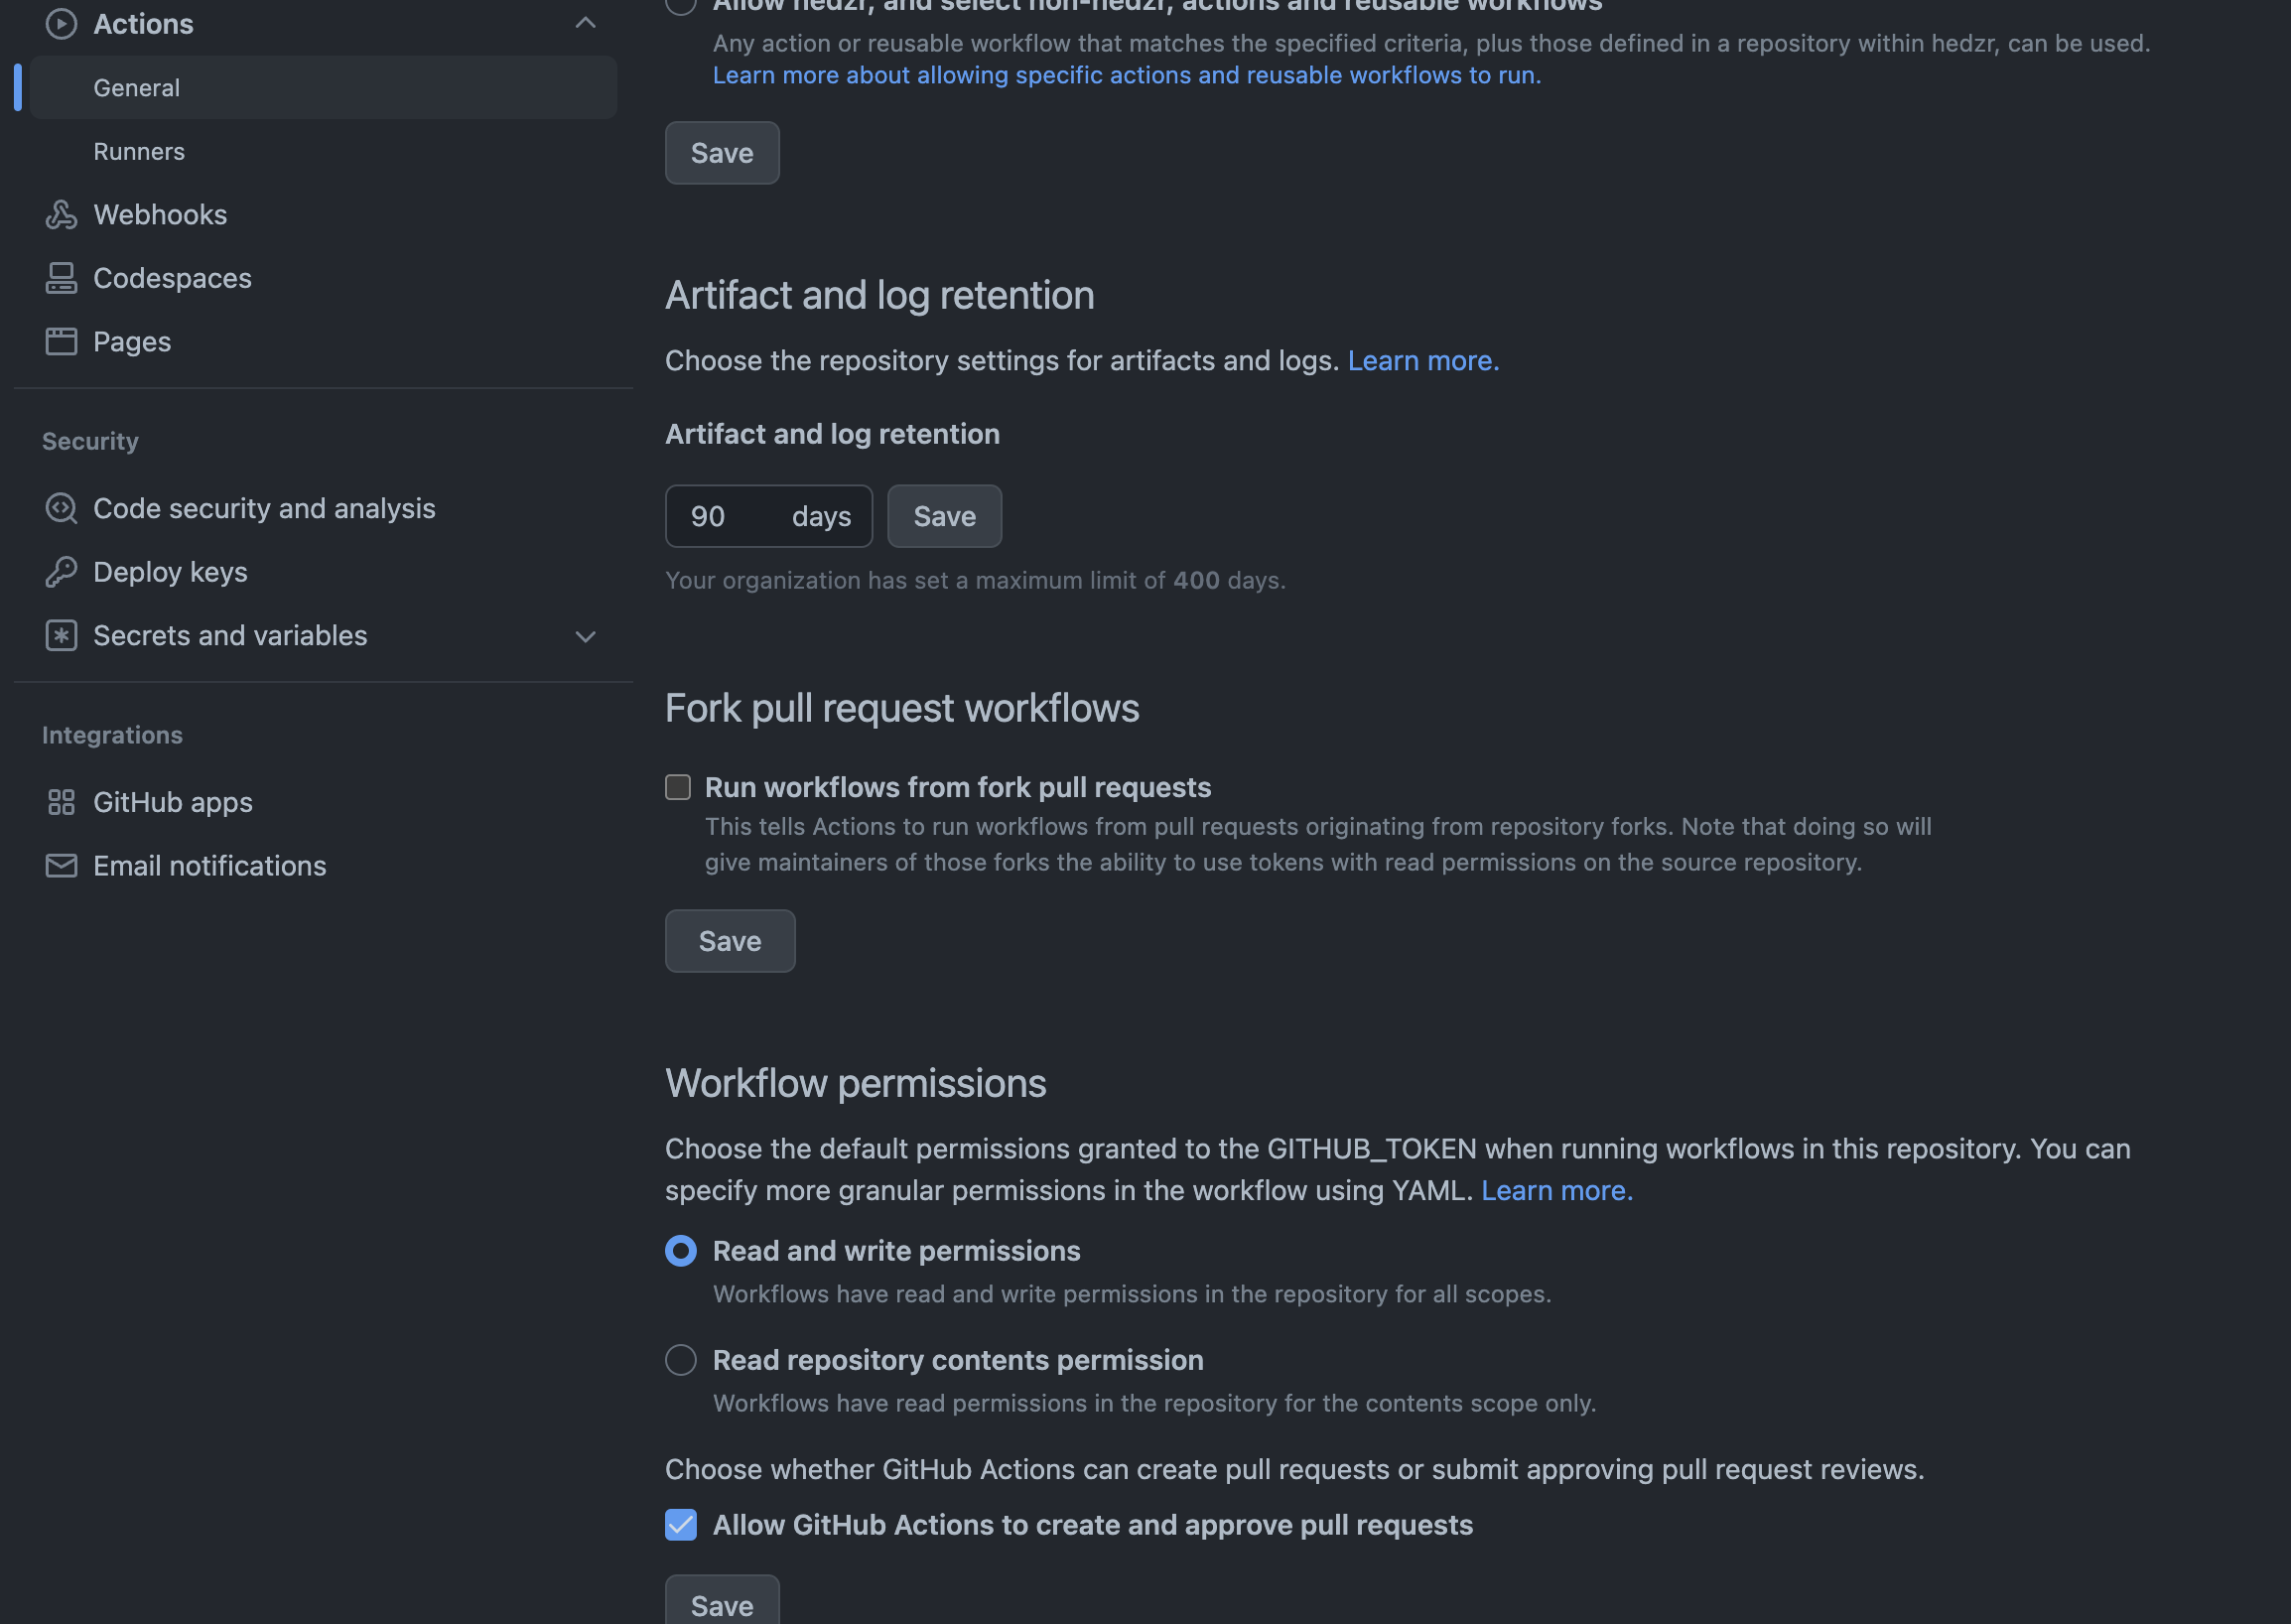 Actions
General
Runners
Webhooks
Codespaces
Pages
Security
Code security and analysis
Deploy keys
Secrets and variables
Integrations
GitHub apps
Email notifications
Allow hedzr, and select non-hedzr, actions and reusable workflows
Any action or reusable workflow that matches the specified criteria, plus those defined in a repository within hedzr, can be used.
Learn more about allowing specific actions and reusable workflows to run.
Save
Artifact and log retention
Choose the repository settings for artifacts and logs. Learn more.
Artifact and log retention
90 days Save
Your organization has set a maximum limit of 400 days.
Fork pull request workflows
Run workflows from fork pull requests
This tells Actions to run workflows from pull requests originating from repository forks. Note that doing so will
give maintainers of those forks the ability to use tokens with read permissions on the source repository.
Save
Workflow permissions
Choose the default permissions granted to the GITHUB_TOKEN when running workflows in this repository. You can
specify more granular permissions in the workflow using YAML. Learn more.
Read and write permissions
Workflows have read and write permissions in the repository for all scopes.
Read repository contents permission
Workflows have read permissions in the repository for the contents scope only.
Choose whether GitHub Actions can create pull requests or submit approving pull request reviews.
Allow GitHub Actions to create and approve pull requests
Save